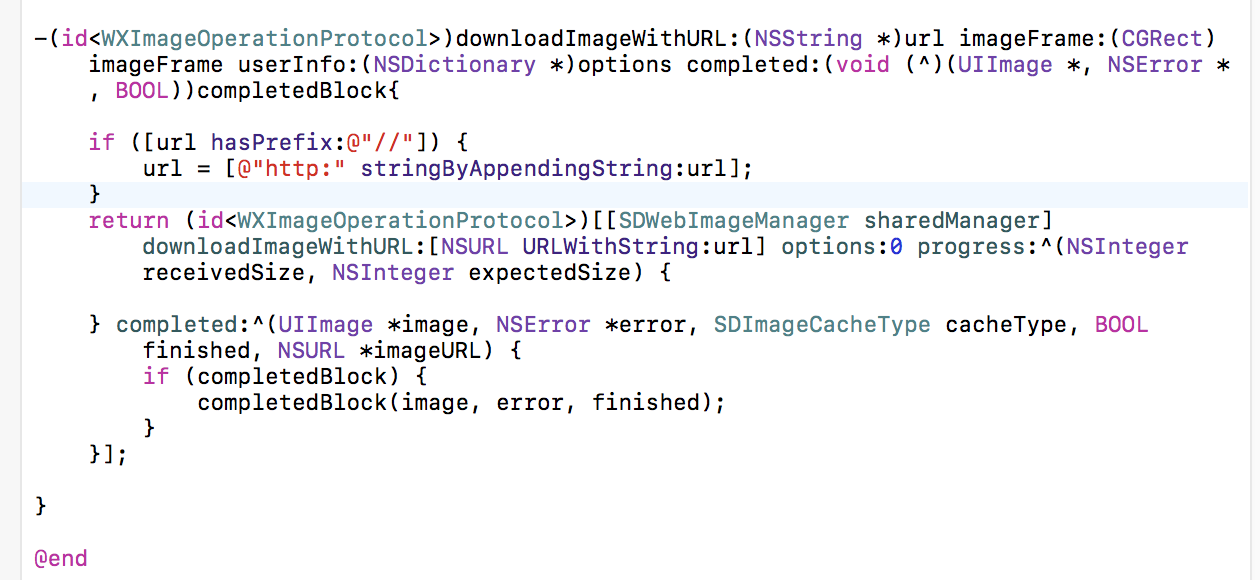 -(id<WXImageOperationProtocol>)downloadImageWithURL:(NSString *)url imageFrame:(CGRect)
imageFrame userInfo:(NSDictionary *)options completed:(void (^)(UIImage *, NSError *
, BOOL))completedBlock{
if ([url hasPrefix:@"//"]) {
url = [@"http:" stringByAppendingString:url];
}
return (id<WXImageOperationProtocol>)[[SDWebImageManager sharedManager]
downloadImageWithURL:[NSURL URLWithString:url] options:0 progress:^(NSInteger
receivedSize, NSInteger expectedSize) {
} completed:^(UIImage *image, NSError *error, SDImageCacheType cacheType, BOOL
finished, NSURL *imageURL) {
if (completedBlock) {
completedBlock(image, error, finished);
}
}];
}
@end